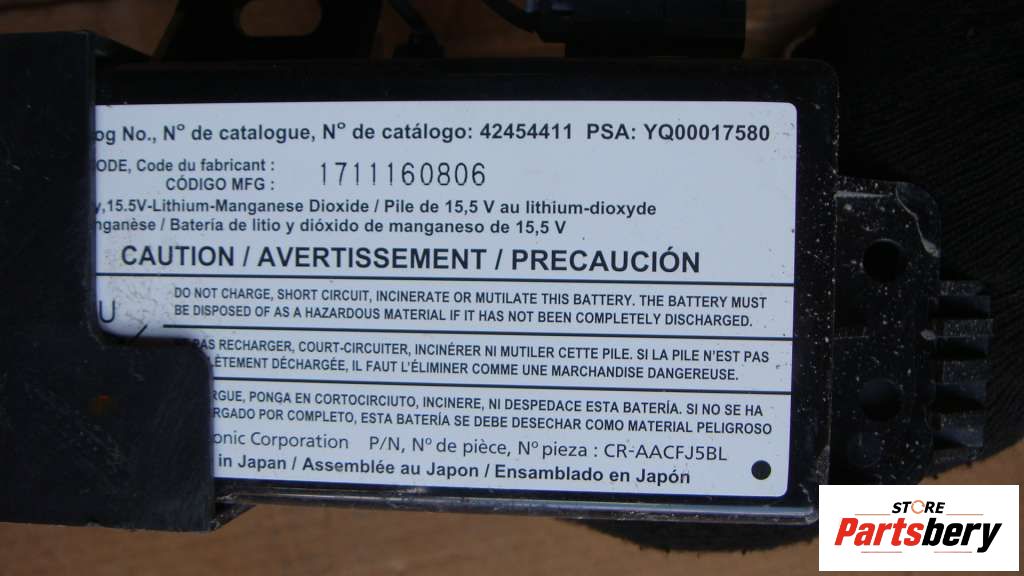 og No., Nº de catalogue, Nº de catálogo: 42454411 PSA: YQ00017580
ODE, Code du fabricant :
CÓDIGO MFG : 1711160806
y,15.5V-Lithium-Manganese Dioxide / Pile de 15,5 V au lithium-dioxyde
nganèse / Batería de litio y dióxido de manganeso de 15,5 V
CAUTION / AVERTISSEMENT / PRECAUCIÓN
DO NOT CHARGE, SHORT CIRCUIT, INCINERATE OR MUTILATE THIS BATTERY. THE BATTERY MUST
BE DISPOSED OF AS A HAZARDOUS MATERIAL IF IT HAS NOT BEEN COMPLETELY DISCHARGED.
U
PAS RECHARGER, COURT-CIRCUITER, INCINÉRER NI MUTILER CETTE PILE. SI LA PILE N'EST PAS
LÈTEMENT DÉCHARGÉE, IL FAUT L'ÉLIMINER COMME UNE MARCHANDISE DANGEREUSE.
RGUE, PONGA EN CORTOCIRCIUTO, INCINERE, NI DESPEDACE ESTA BATERÍA. SI NO SE HA
RGADO POR COMPLETO, ESTA BATERÍA SE DEBE DESECHAR COMO MATERIAL PELIGROSO
onic Corporation P/N, Nº de pièce, Nº pieza : CR-AACFJ5BL
in Japan / Assemblée au Japon / Ensamblado en Japón
STORE
Partsbery